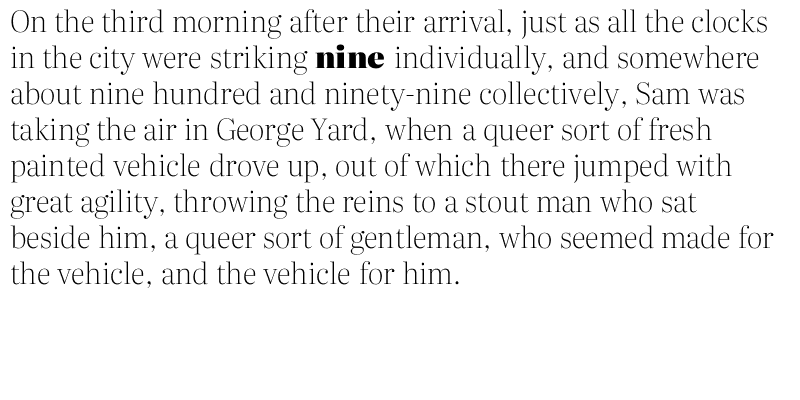 On the third morning after their arrival, just as all the clocks
in the city were striking nine individually, and somewhere
about nine hundred and ninety-nine collectively, Sam was
taking the air in George Yard, when a queer sort of fresh
painted vehicle drove up, out of which there jumped with
great agility, throwing the reins to a stout man who sat
beside him, a queer sort of gentleman, who seemed made for
the vehicle, and the vehicle for him.